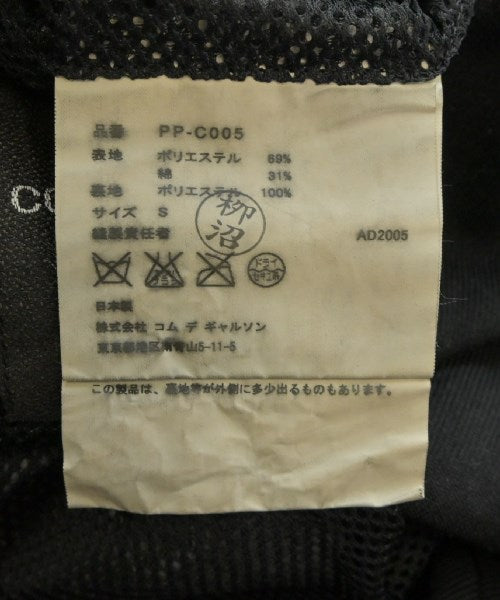 品番 PP-C005
表地 ポリエステル 69%
綿 31%
裏地 ポリエステル 100%
サイズ S
縫製責任者 柳沼 AD2005
ドライ
日本製
株式会社 コム デ ギャルソン
東京都港区南青山5-11-5
この製品は、裏地等が外側に多少出るものもあります。
CO